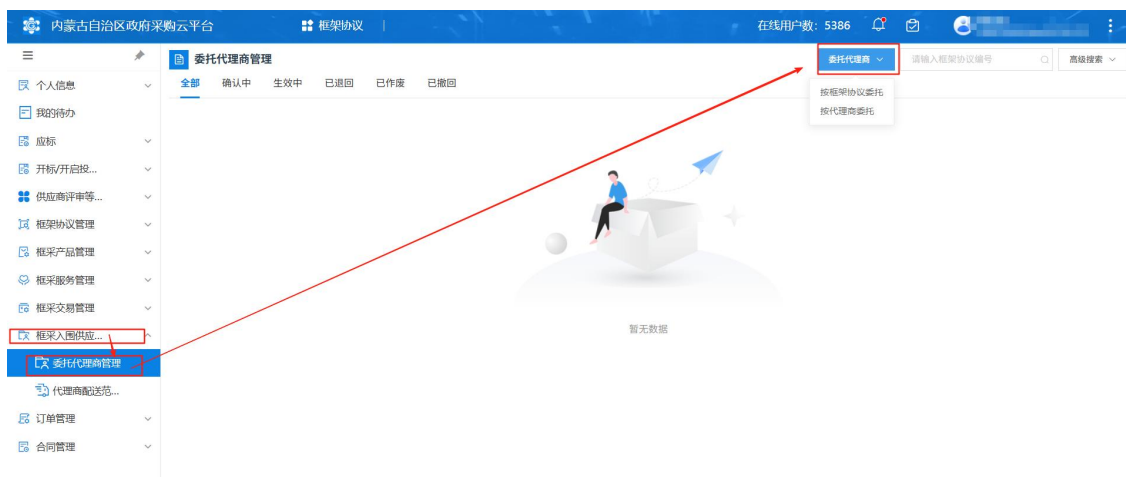 内蒙古自治区政府采购云平台 框架协议 在线用户数: 5386
委托代理商管理 委托代理商 请输入框架协议编号 高级搜索
全部 确认中 生效中 已退回 已作废 已撤回
按框架协议委托
按代理商委托
个人信息
我的待办
应标
开标/开启投...
供应商评审等...
框架协议管理
框采产品管理
框采服务管理
框采交易管理
框采入围供应...
委托代理商管理
代理商配送范...
订单管理
合同管理
暂无数据